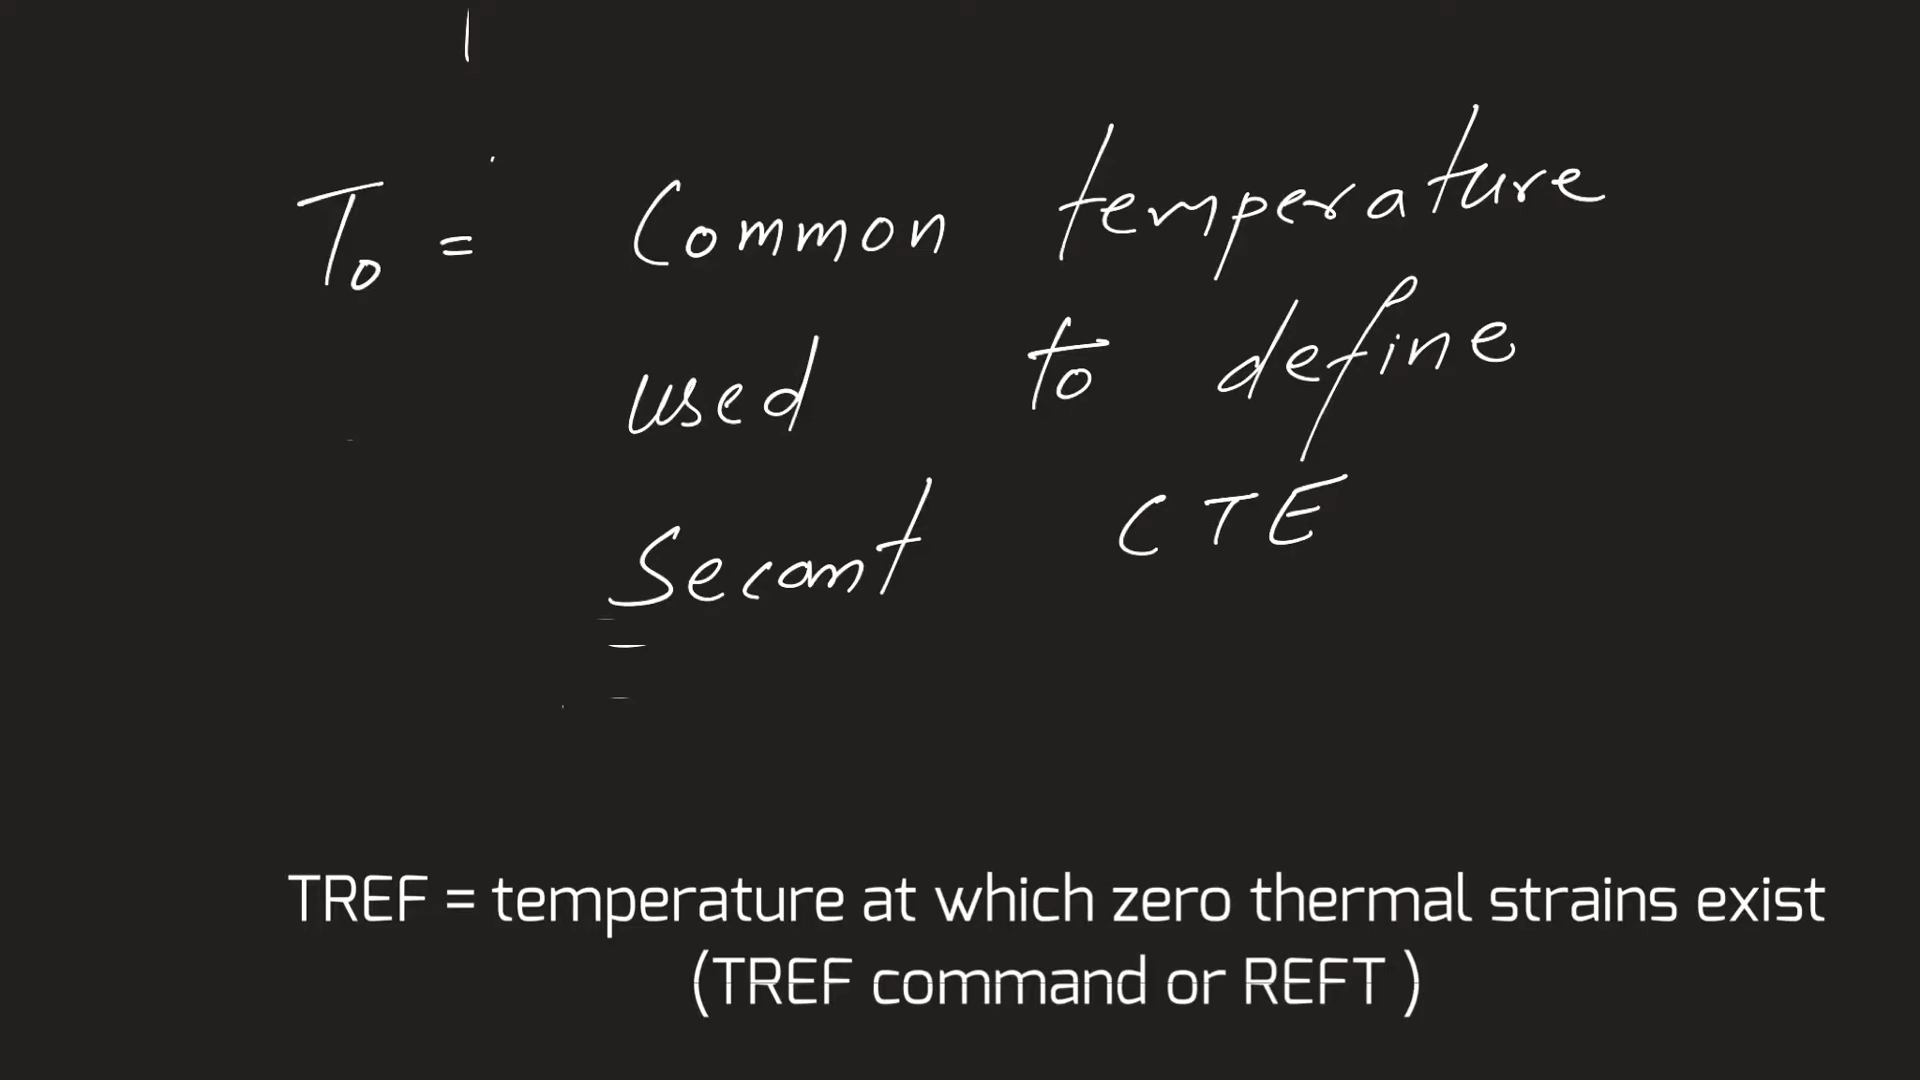 T₀ = Common temperature
used to define
Secant CTE
TREF = temperature at which zero thermal strains exist
(TREF command or REFT )